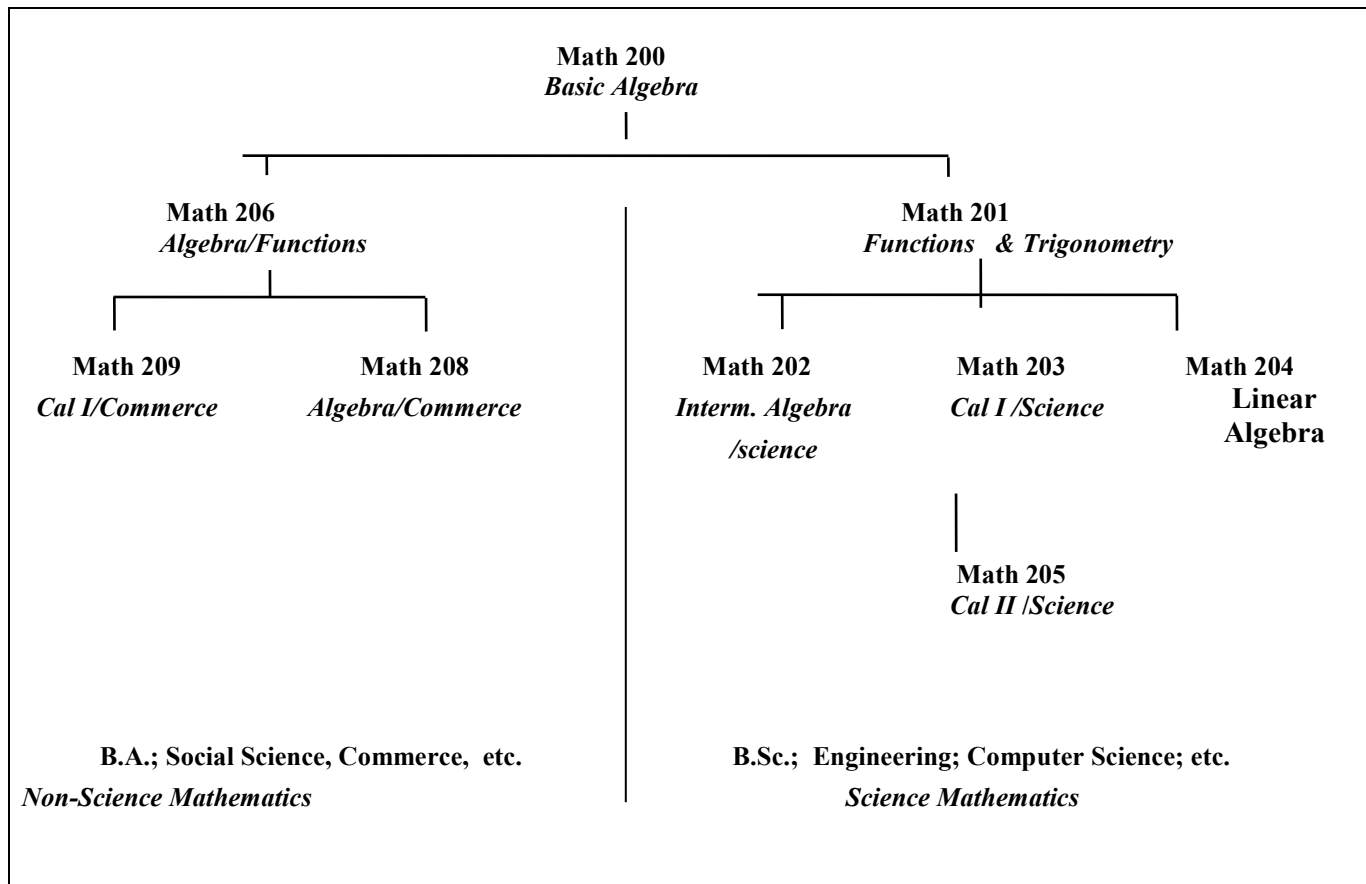 Math 200
Basic Algebra
Math 206
Algebra/Functions
Math 201
Functions & Trigonometry
Math 209
Cal I/Commerce
Math 208
Algebra/Commerce
Math 202
Interm. Algebra
/science
Math 203
Cal I /Science
Math 204
Linear
Algebra
Math 205
Cal II /Science
B.A.; Social Science, Commerce, etc.
Non-Science Mathematics
B.Sc.; Engineering; Computer Science; etc.
Science Mathematics